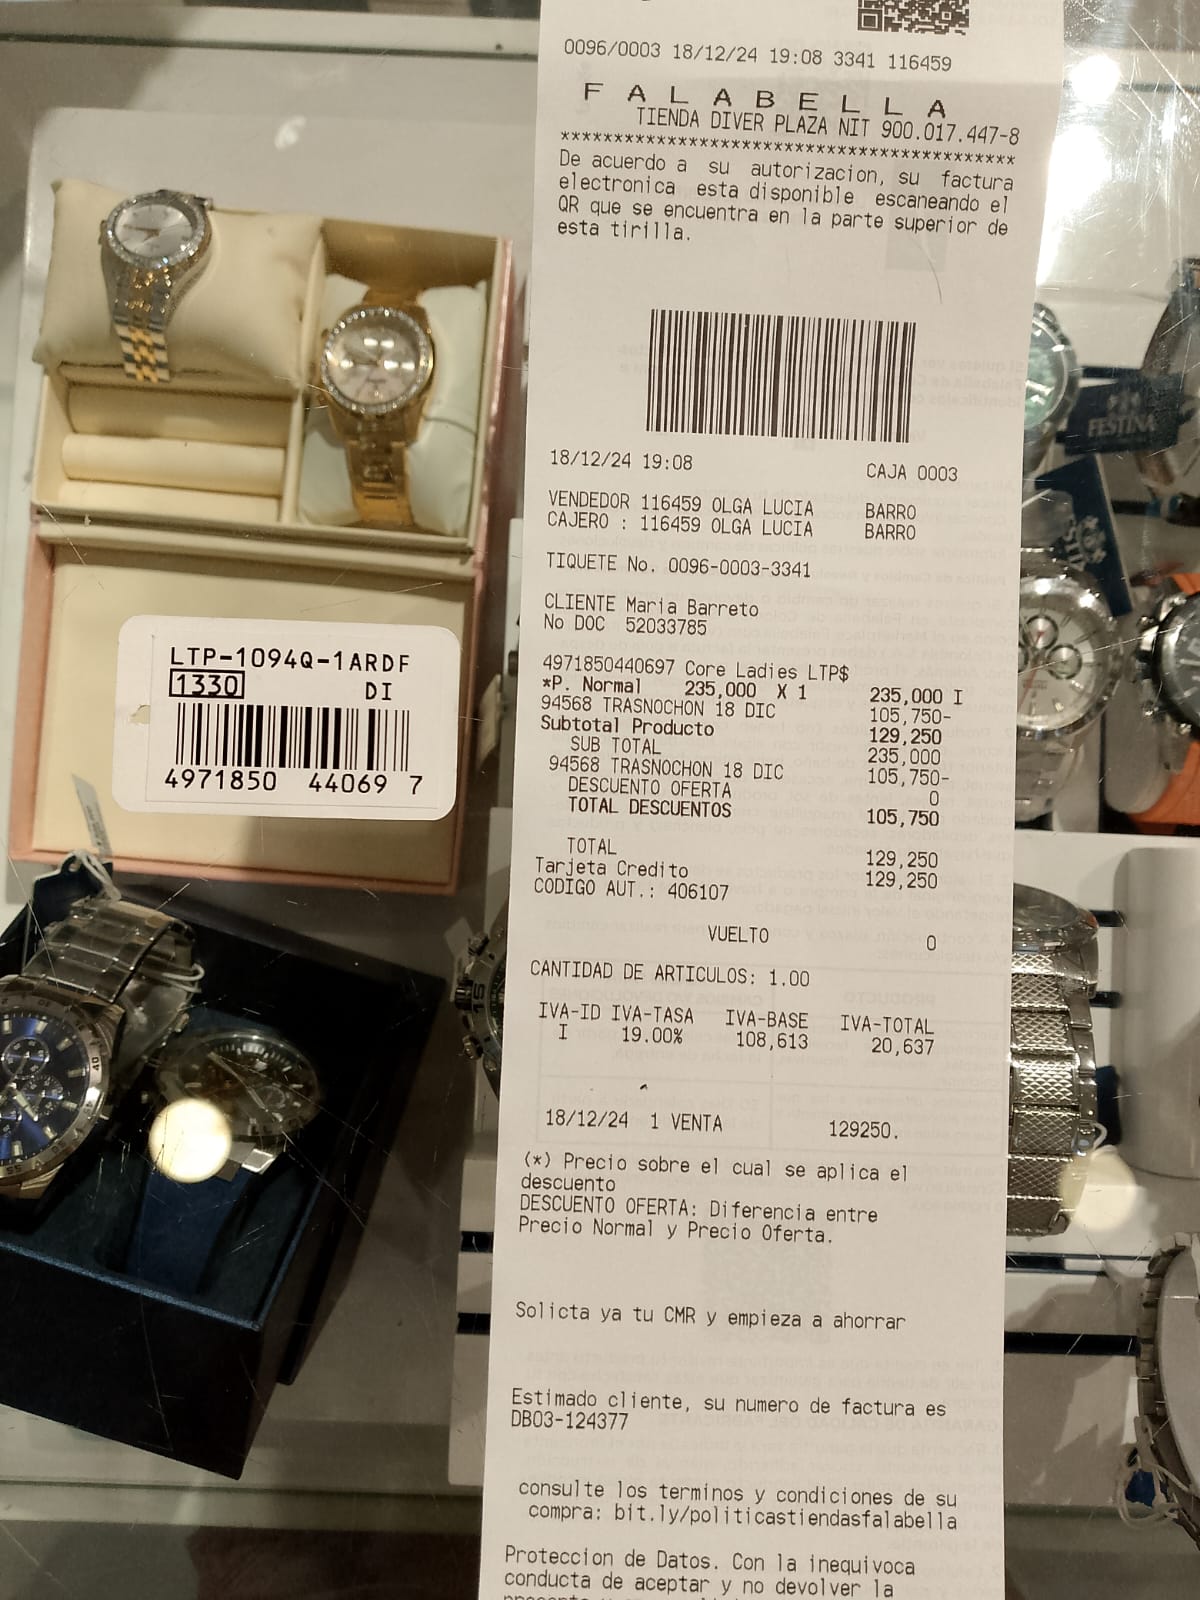 0096/0003 18/12/24 19:08 3341 116459
FALABELLA
TIENDA DIVER PLAZA NIT 900.017.447-8
*******************************************
De acuerdo a su autorizacion, su factura
electronica esta disponible escaneando el
QR que se encuentra en la parte superior de
esta tirilla.
18/12/24 19:08 CAJA 0003
VENDEDOR 116459 OLGA LUCIA BARRO
CAJERO : 116459 OLGA LUCIA BARRO
TIQUETE No. 0096-0003-3341
CLIENTE Maria Barreto
No DOC 52033785
4971850440697 Core Ladies LTP$
*P. Normal 235,000 X 1 235,000 I
94568 TRASNOCHON 18 DIC 105,750-
Subtotal Producto 129,250
SUB TOTAL 235,000
94568 TRASNOCHON 18 DIC 105,750-
DESCUENTO OFERTA 0
TOTAL DESCUENTOS 105,750
TOTAL 129,250
Tarjeta Credito 129,250
CODIGO AUT.: 406107
VUELTO 0
CANTIDAD DE ARTICULOS: 1.00
IVA-ID IVA-TASA IVA-BASE IVA-TOTAL
I 19.00% 108,613 20,637
18/12/24 1 VENTA 129250.
(*) Precio sobre el cual se aplica el
descuento
DESCUENTO OFERTA: Diferencia entre
Precio Normal y Precio Oferta.
Solicta ya tu CMR y empieza a ahorrar
Estimado cliente, su numero de factura es
DB03-124377
consulte los terminos y condiciones de su
compra: bit.ly/politicastiendasfalabella
Proteccion de Datos. Con la inequivoca
conducta de aceptar y no devolver la
LTP-1094Q-1ARDF
1330 DI
4971850 44069 7
FESTINA